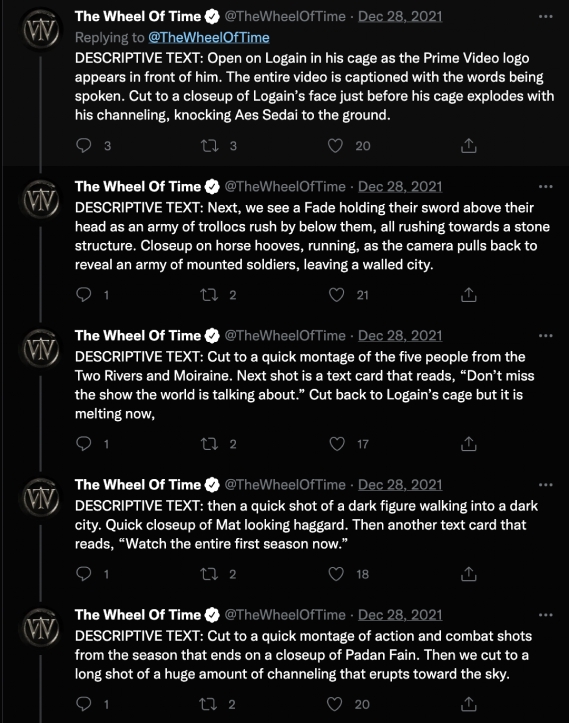 The Wheel Of Time @TheWheelOfTime · Dec 28, 2021
Replying to @TheWheelOfTime
DESCRIPTIVE TEXT: Open on Logain in his cage as the Prime Video logo
appears in front of him. The entire video is captioned with the words being
spoken. Cut to a closeup of Logain's face just before his cage explodes with
his channeling, knocking Aes Sedai to the ground.
3 3 20
The Wheel Of Time @TheWheelOfTime · Dec 28, 2021
DESCRIPTIVE TEXT: Next, we see a Fade holding their sword above their
head as an army of trollocs rush by below them, all rushing towards a stone
structure. Closeup on horse hooves, running, as the camera pulls back to
reveal an army of mounted soldiers, leaving a walled city.
1 2 21
The Wheel Of Time @TheWheelOfTime · Dec 28, 2021
DESCRIPTIVE TEXT: Cut to a quick montage of the five people from the
Two Rivers and Moiraine. Next shot is a text card that reads, “Don’t miss
the show the world is talking about.” Cut back to Logain’s cage but it is
melting now,
1 2 17
The Wheel Of Time @TheWheelOfTime · Dec 28, 2021
DESCRIPTIVE TEXT: then a quick shot of a dark figure walking into a dark
city. Quick closeup of Mat looking haggard. Then another text card that
reads, “Watch the entire first season now.”
1 2 18
The Wheel Of Time @TheWheelOfTime · Dec 28, 2021
DESCRIPTIVE TEXT: Cut to a quick montage of action and combat shots
from the season that ends on a closeup of Padan Fain. Then we cut to a
long shot of a huge amount of channeling that erupts toward the sky.
1 2 20